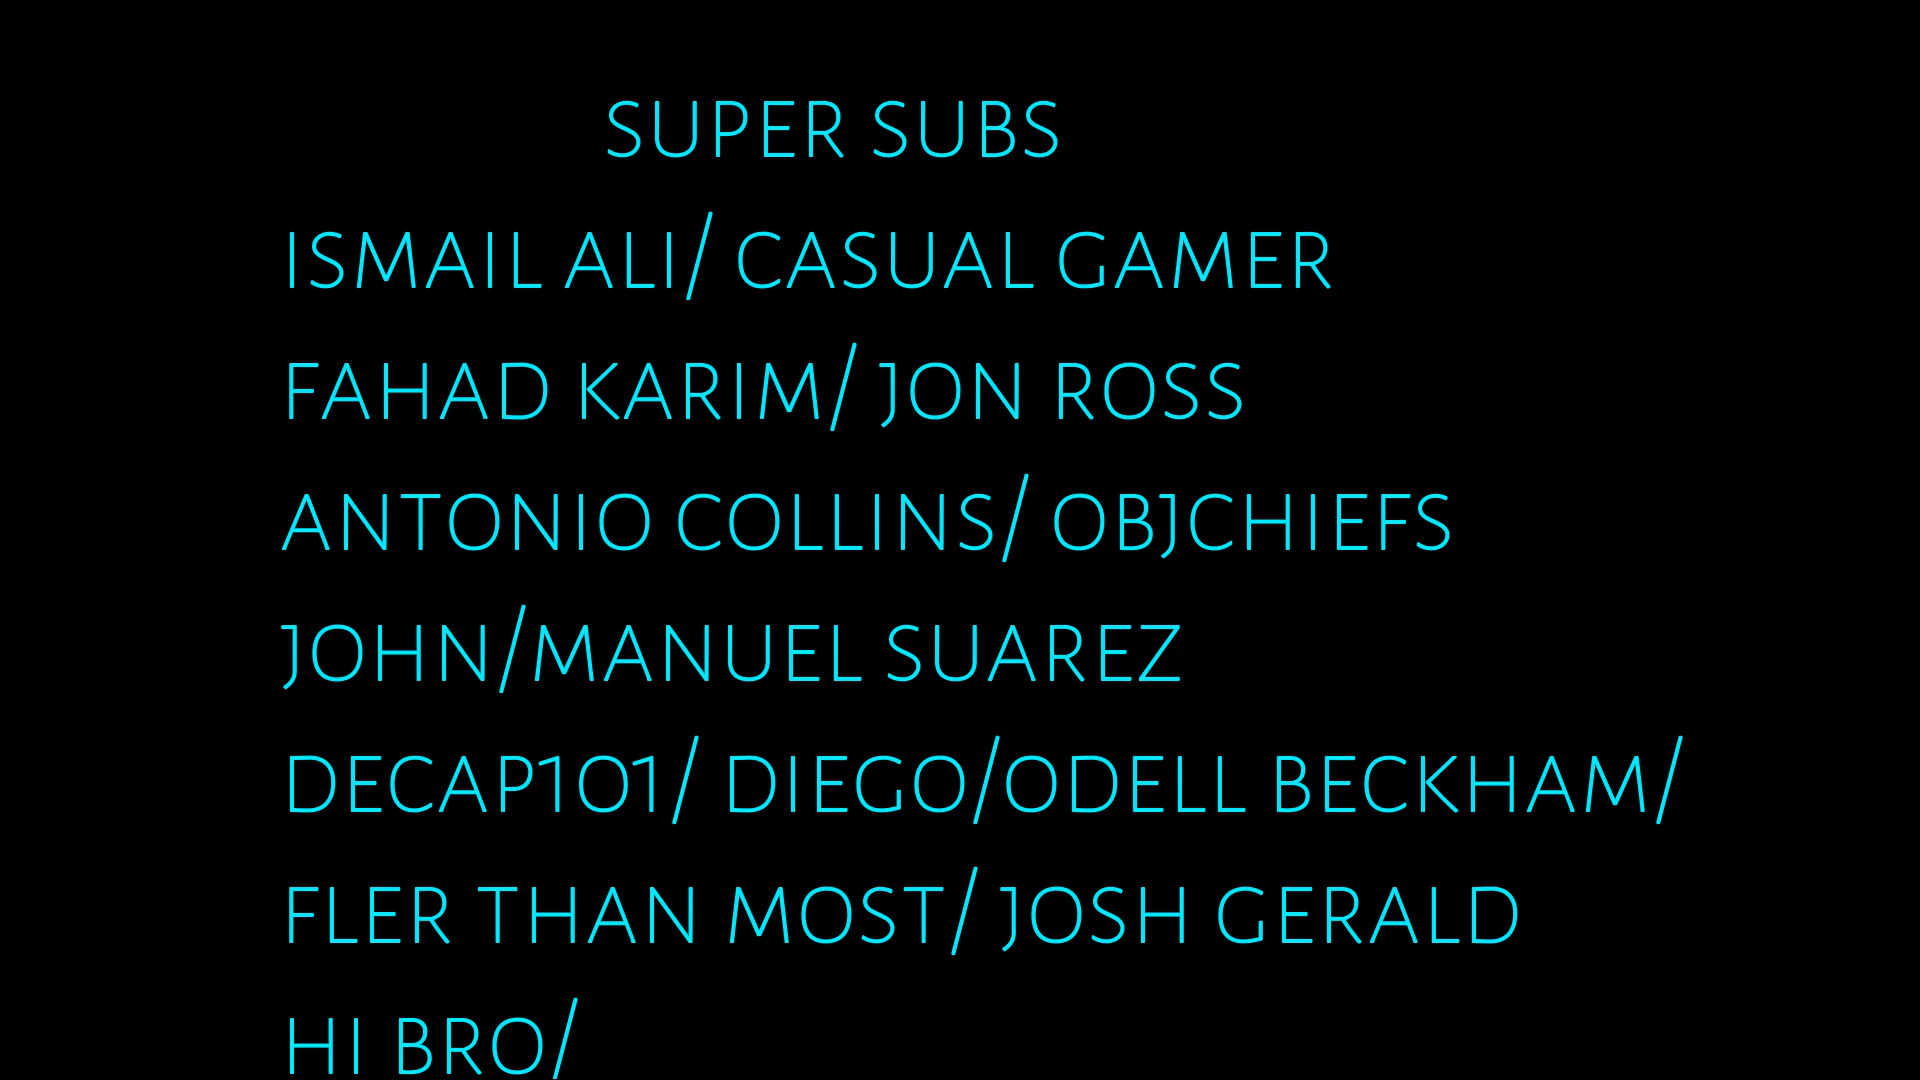 SUPER SUBS
ISMAIL ALI/ CASUAL GAMER
FAHAD KARIM/ JON ROSS
ANTONIO COLLINS/ OBJCHIEFS
JOHN/MANUEL SUAREZ
DECAP101/ DIEGO/ODELL BECKHAM/
FLER THAN MOST/ JOSH GERALD
HI BRO/